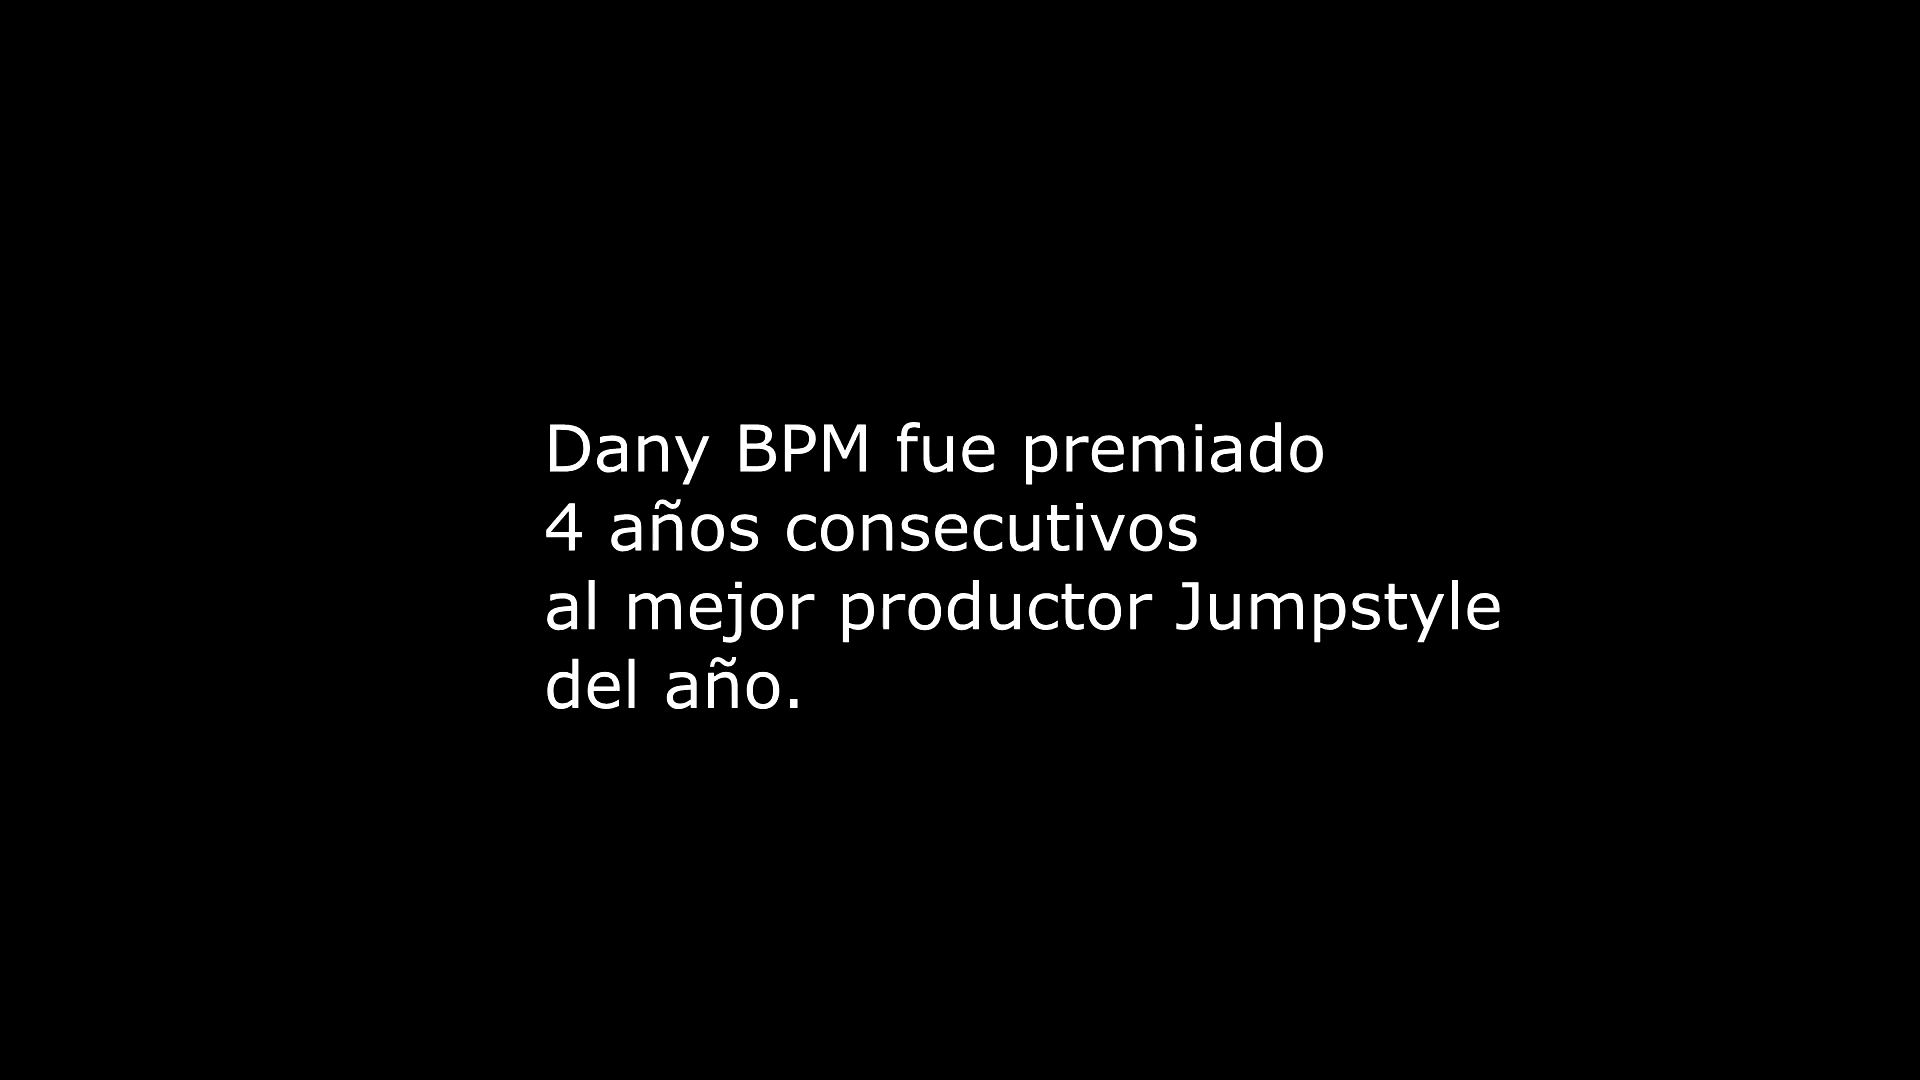 Dany BPM fue premiado
4 años consecutivos
al mejor productor Jumpstyle
del año.